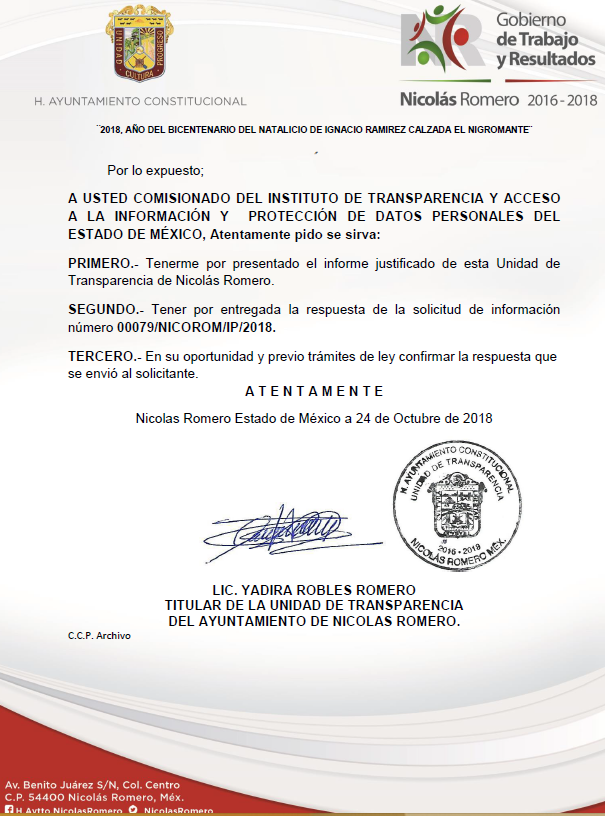 UNIDAD CULTURA PROGRESO
H. AYUNTAMIENTO CONSTITUCIONAL
Gobierno
de Trabajo
y Resultados
Nicolás Romero 2016 - 2018
¨2018, AÑO DEL BICENTENARIO DEL NATALICIO DE IGNACIO RAMIREZ CALZADA EL NIGROMANTE¨
Por lo expuesto;
A USTED COMISIONADO DEL INSTITUTO DE TRANSPARENCIA Y ACCESO
A LA INFORMACIÓN Y PROTECCIÓN DE DATOS PERSONALES DEL
ESTADO DE MÉXICO, Atentamente pido se sirva:
PRIMERO.- Tenerme por presentado el informe justificado de esta Unidad de
Transparencia de Nicolás Romero.
SEGUNDO.- Tener por entregada la respuesta de la solicitud de información
número 00079/NICOROM/IP/2018.
TERCERO.- En su oportunidad y previo trámites de ley confirmar la respuesta que
se envió al solicitante.
A T E N T A M E N T E
Nicolas Romero Estado de México a 24 de Octubre de 2018
H. AYUNTAMIENTO CONSTITUCIONAL
UNIDAD DE TRANSPARENCIA
2016 - 2018
NICOLÁS ROMERO MÉX.
LIC. YADIRA ROBLES ROMERO
TITULAR DE LA UNIDAD DE TRANSPARENCIA
DEL AYUNTAMIENTO DE NICOLAS ROMERO.
C.C.P. Archivo
Av. Benito Juárez S/N, Col. Centro
C.P. 54400 Nicolás Romero, Méx.
H. Aytto NicolasRomero NicolasRomero